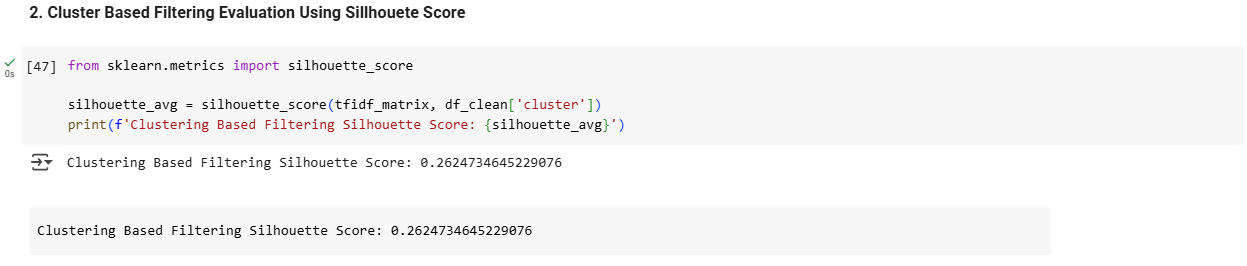 2. Cluster Based Filtering Evaluation Using Sillhouete Score
[47] from sklearn.metrics import silhouette_score
0s
silhouette_avg = silhouette_score(tfidf_matrix, df_clean['cluster'])
print(f'Clustering Based Filtering Silhouette Score: {silhouette_avg}')
Clustering Based Filtering Silhouette Score: 0.2624734645229076
Clustering Based Filtering Silhouette Score: 0.2624734645229076